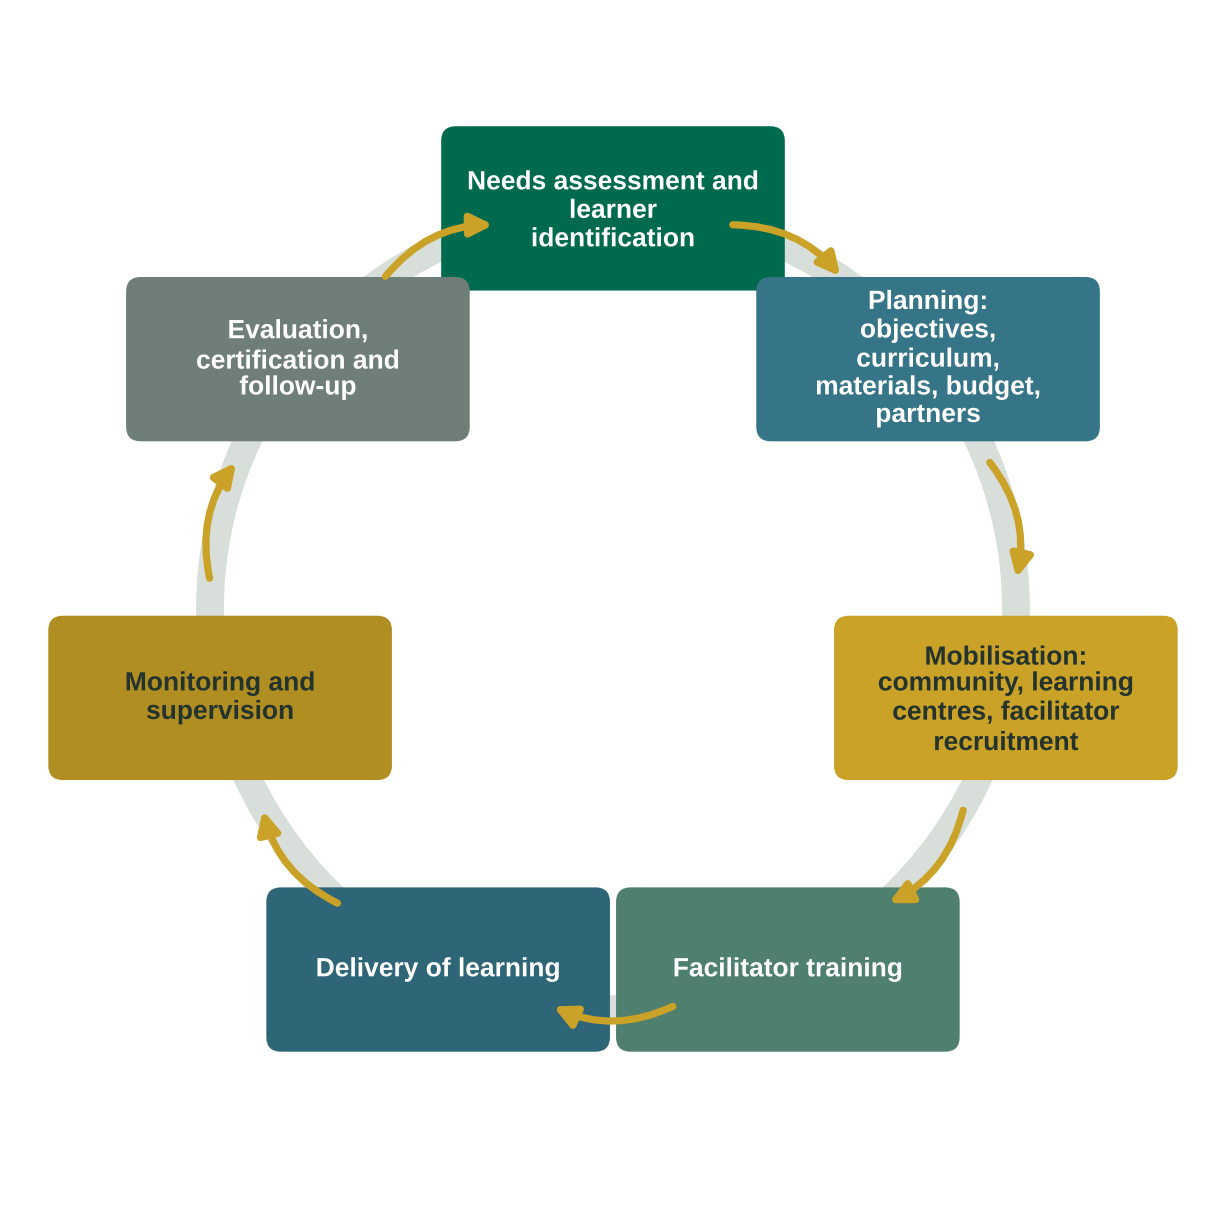 Needs assessment and
learner
identification
Planning:
objectives,
curriculum,
materials, budget,
partners
Mobilisation:
community, learning
centres, facilitator
recruitment
Facilitator training
Delivery of learning
Monitoring and
supervision
Evaluation,
certification and
follow-up